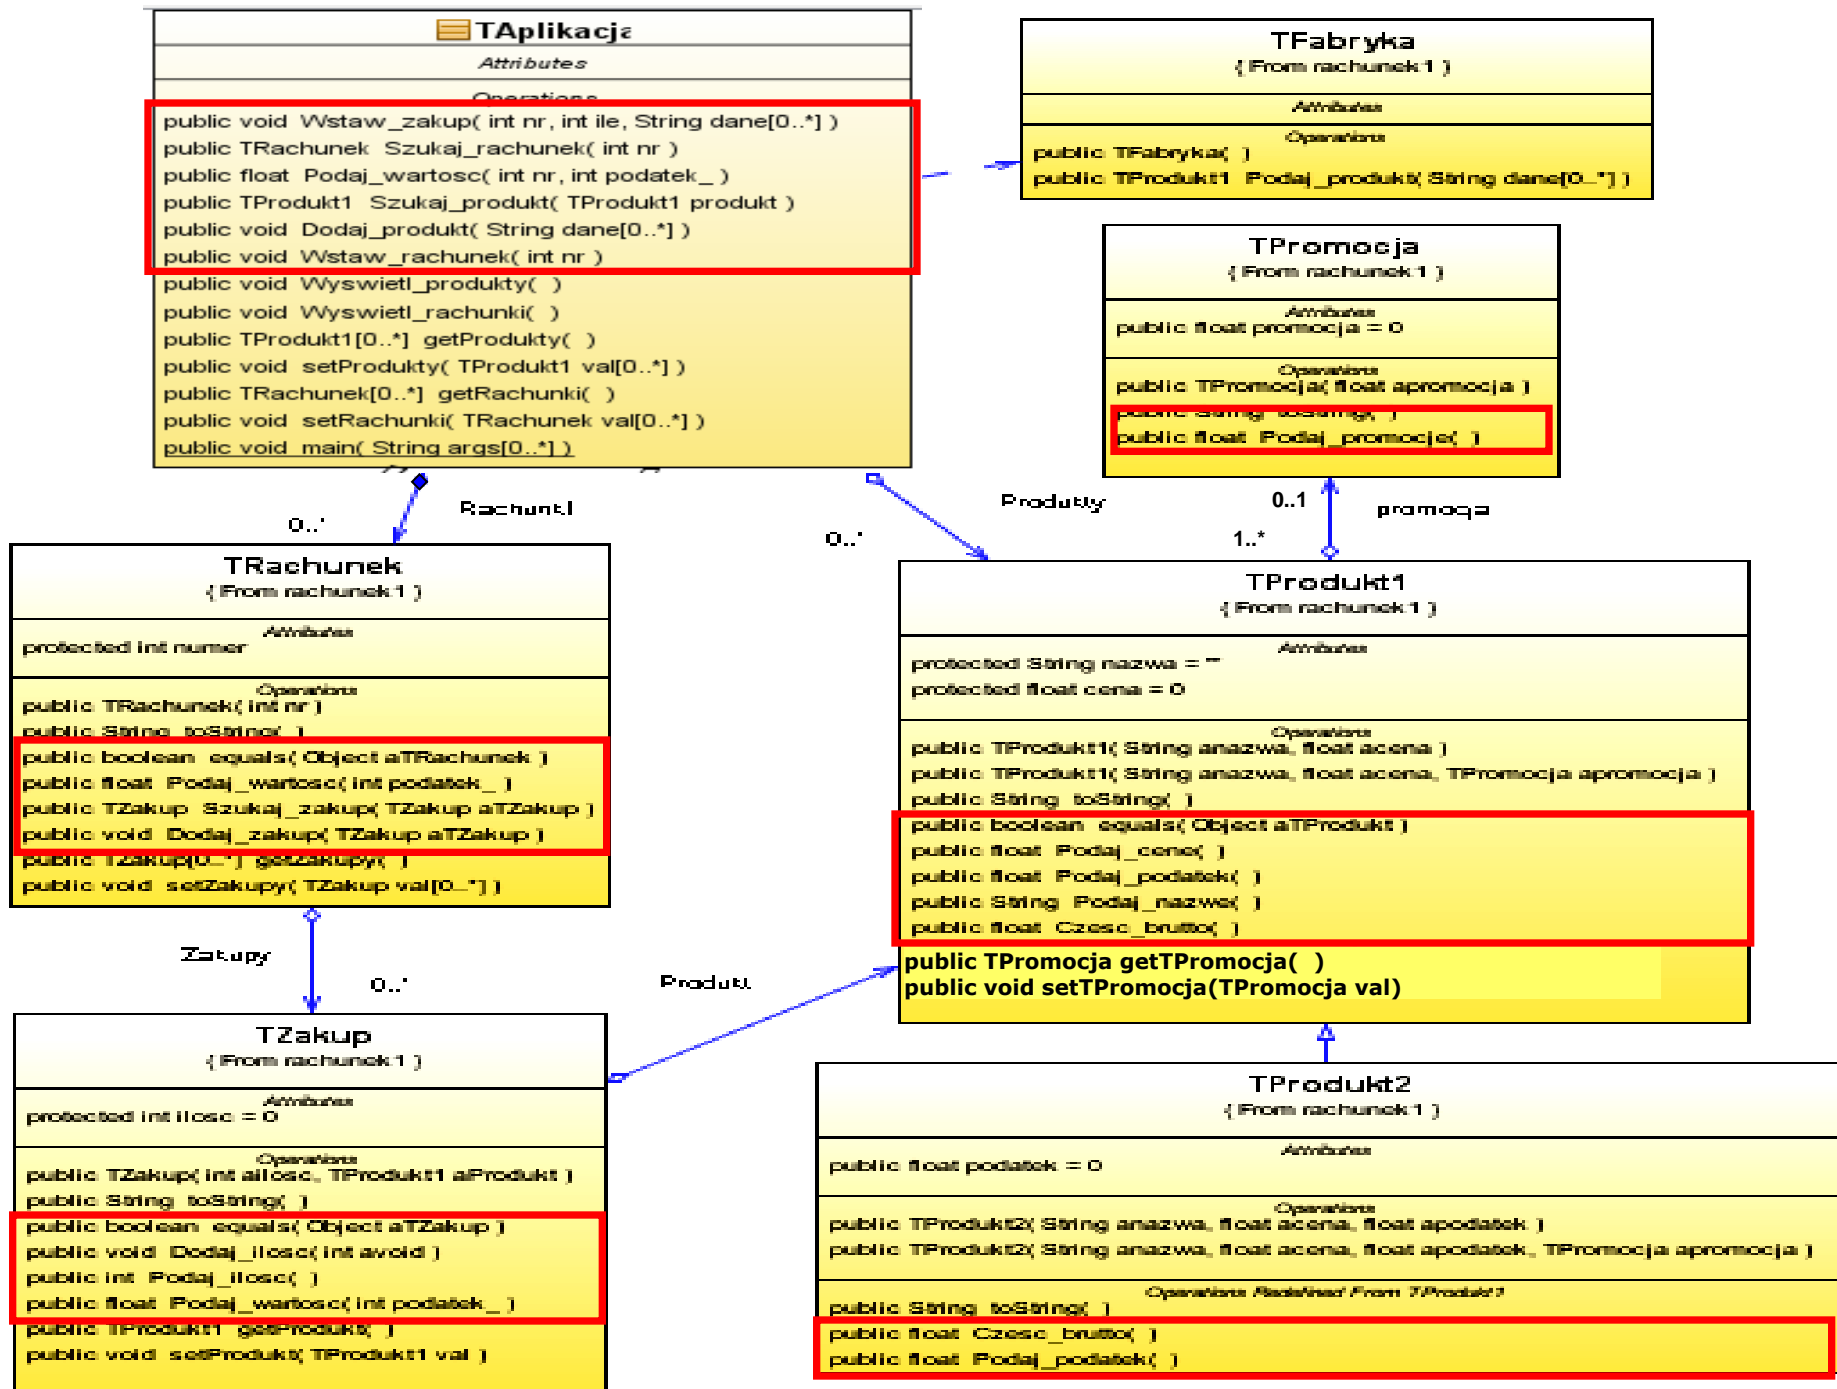 TAplikacja
Attributes
Operations
public void Wstaw_zakup( int nr, int ile, String dane[0..*] )
public TRachunek Szukaj_rachunek( int nr )
public float Podaj_wartosc( int nr, int podatek_ )
public TProdukt1 Szukaj_produkt( TProdukt1 produkt )
public void Dodaj_produkt( String dane[0..*] )
public void Wstaw_rachunek( int nr )
public void Wyswietl_produkty( )
public void Wyswietl_rachunki( )
public TProdukt1[0..*] getProdukty( )
public void setProdukty( TProdukt1 val[0..*] )
public TRachunek[0..*] getRachunki( )
public void setRachunki( TRachunek val[0..*] )
public void main( String args[0..*] )
TFabryka
{ From rachunek1 }
Attributes
Operations
public TFabryka( )
public TProdukt1 Podaj_produkt( String dane[0..*] )
TPromocja
{ From rachunek1 }
Attributes
public float promocja = 0
Operations
public TPromocja( float apromocja )
public String toString( )
public float Podaj_promocje( )
Rachunki
0..*
Produkty
0..*
0..1
promocja
1..*
TRachunek
{ From rachunek1 }
Attributes
protected int numer
Operations
public TRachunek( int nr )
public String toString( )
public boolean equals( Object aTRachunek )
public float Podaj_wartosc( int podatek_ )
public TZakup Szukaj_zakup( TZakup aTZakup )
public void Dodaj_zakup( TZakup aTZakup )
public TZakup[0..*] getZakupy( )
public void setZakupy( TZakup val[0..*] )
TProdukt1
{ From rachunek1 }
Attributes
protected String nazwa = ""
protected float cena = 0
Operations
public TProdukt1( String anazwa, float acena )
public TProdukt1( String anazwa, float acena, TPromocja apromocja )
public String toString( )
public boolean equals( Object aTProdukt )
public float Podaj_cene( )
public float Podaj_podatek( )
public String Podaj_nazwe( )
public float Czesc_brutto( )
public TPromocja getTPromocja( )
public void setTPromocja(TPromocja val)
Zakupy
0..*
Produkt
TZakup
{ From rachunek1 }
Attributes
protected int ilosc = 0
Operations
public TZakup( int ailosc, TProdukt1 aProdukt )
public String toString( )
public boolean equals( Object aTZakup )
public void Dodaj_ilosc( int avoid )
public int Podaj_ilosc( )
public float Podaj_wartosc( int podatek_ )
public TProdukt1 getProdukt( )
public void setProdukt( TProdukt1 val )
TProdukt2
{ From rachunek1 }
Attributes
public float podatek = 0
Operations
public TProdukt2( String anazwa, float acena, float apodatek )
public TProdukt2( String anazwa, float acena, float apodatek, TPromocja apromocja )
Operations Redefined From TProdukt1
public String toString( )
public float Czesc_brutto( )
public float Podaj_podatek( )